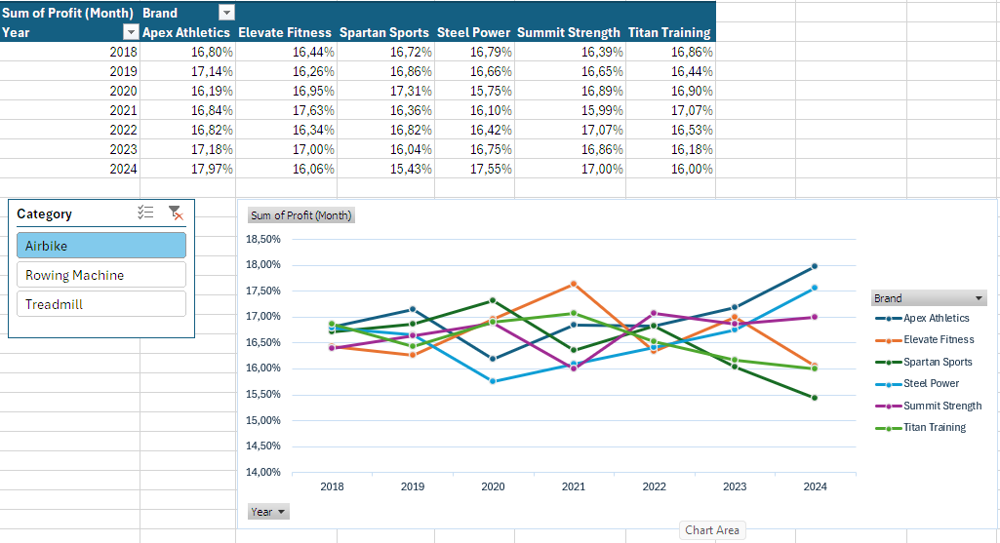 Sum of Profit (Month) Brand
Year Apex Athletics Elevate Fitness Spartan Sports Steel Power Summit Strength Titan Training
2018 16,80% 16,44% 16,72% 16,79% 16,39% 16,86%
2019 17,14% 16,26% 16,86% 16,66% 16,65% 16,44%
2020 16,19% 16,95% 17,31% 15,75% 16,89% 16,90%
2021 16,84% 17,63% 16,36% 16,10% 15,99% 17,07%
2022 16,82% 16,34% 16,82% 16,42% 17,07% 16,53%
2023 17,18% 17,00% 16,04% 16,75% 16,86% 16,18%
2024 17,97% 16,06% 15,43% 17,55% 17,00% 16,00%
Category
Airbike
Rowing Machine
Treadmill
Sum of Profit (Month)
18,50%
18,00%
17,50%
17,00%
16,50%
16,00%
15,50%
15,00%
14,50%
14,00%
2018 2019 2020 2021 2022 2023 2024
Year
Brand
Apex Athletics
Elevate Fitness
Spartan Sports
Steel Power
Summit Strength
Titan Training
Chart Area